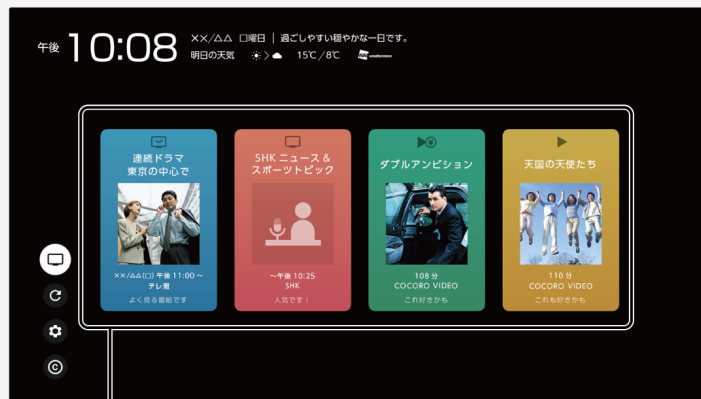 午後 10:08
××/△△ 口曜日 | 過ごしやすい穏やかな一日です。
明日の天気 15℃/8℃
連続ドラマ
東京の中心で
××/△△(口) 午後 11:00～
テレ潮
よく見る番組です
SHK ニュース &
スポーツトピック
～午後 10:25
SHK
人気です！
ダブルアンビション
108 分
COCORO VIDEO
これ好きかも
天国の天使たち
110 分
COCORO VIDEO
これも好きかも